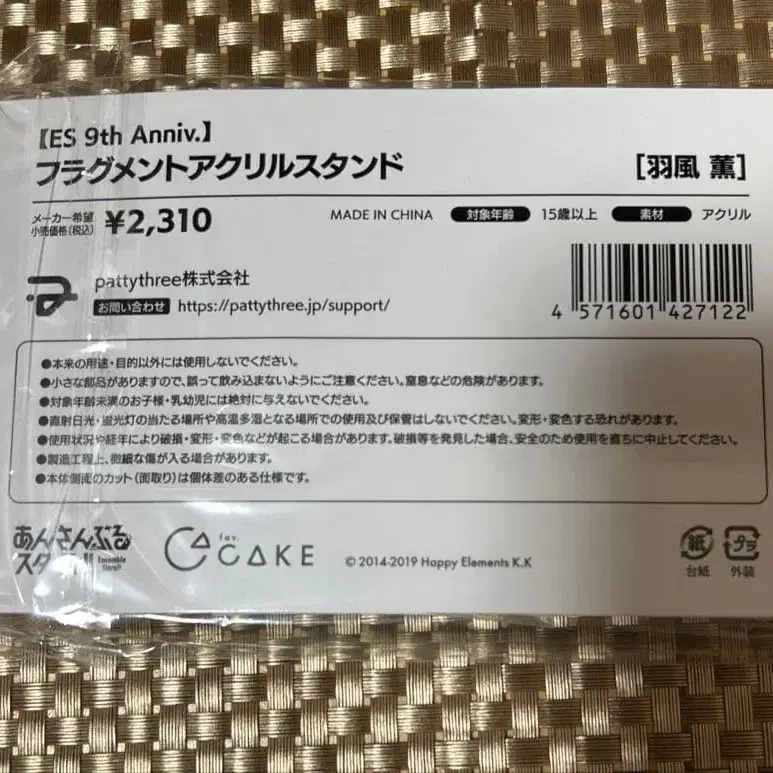 【ES 9th Anniv.】
フラグメントアクリルスタンド
[羽風 薫]
メーカー希望
小売価格(税込)
¥2,310
MADE IN CHINA
対象年齢
15歳以上
素材
アクリル
pattythree株式会社
お問い合わせ https://pattythree.jp/support/
4 571601 427122
●本来の用途・目的以外には使用しないでください。
●小さな部品がありますので、誤って飲み込まないようにご注意ください。窒息などの危険があります。
●対象年齢未満のお子様・乳幼児には絶対に与えないでください。
●直射日光・蛍光灯の当たる場所や高温多湿となる場所での使用及び保管はしないでください。変形・変色する恐れがあります。
●使用状況や経年により破損・変形・変色などが起こる場合があります。破損等を発見した場合、安全のため使用を直ちに中止してください。
●製造工程上、微細な傷が入る場合があります。
●本体側面のカット(面取り)は個体差のある仕様です。
あんさんぶる
スターズ!!
Ensemble
Stars!!
fav.
CAKE
© 2014-2019 Happy Elements K.K
紙
台紙
プラ
外装